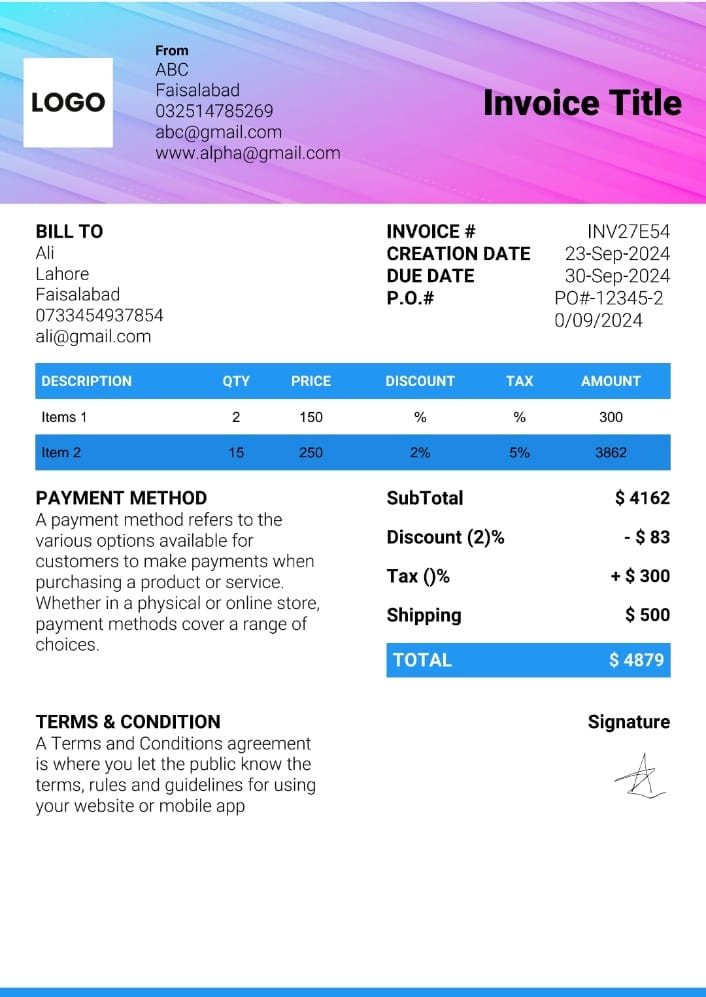 LOGO
From
ABC
Faisalabad
032514785269
abc@gmail.com
www.alpha@gmail.com
Invoice Title
BILL TO
Ali
Lahore
Faisalabad
0733454937854
ali@gmail.com
INVOICE # INV27E54
CREATION DATE 23-Sep-2024
DUE DATE 30-Sep-2024
P.O.# PO#-12345-2
0/09/2024
DESCRIPTION QTY PRICE DISCOUNT TAX AMOUNT
Items 1 2 150 % % 300
Item 2 15 250 2% 5% 3862
PAYMENT METHOD
A payment method refers to the
various options available for
customers to make payments when
purchasing a product or service.
Whether in a physical or online store,
payment methods cover a range of
choices.
SubTotal $ 4162
Discount (2)% - $ 83
Tax ()% + $ 300
Shipping $ 500
TOTAL $ 4879
TERMS & CONDITION
A Terms and Conditions agreement
is where you let the public know the
terms, rules and guidelines for using
your website or mobile app
Signature